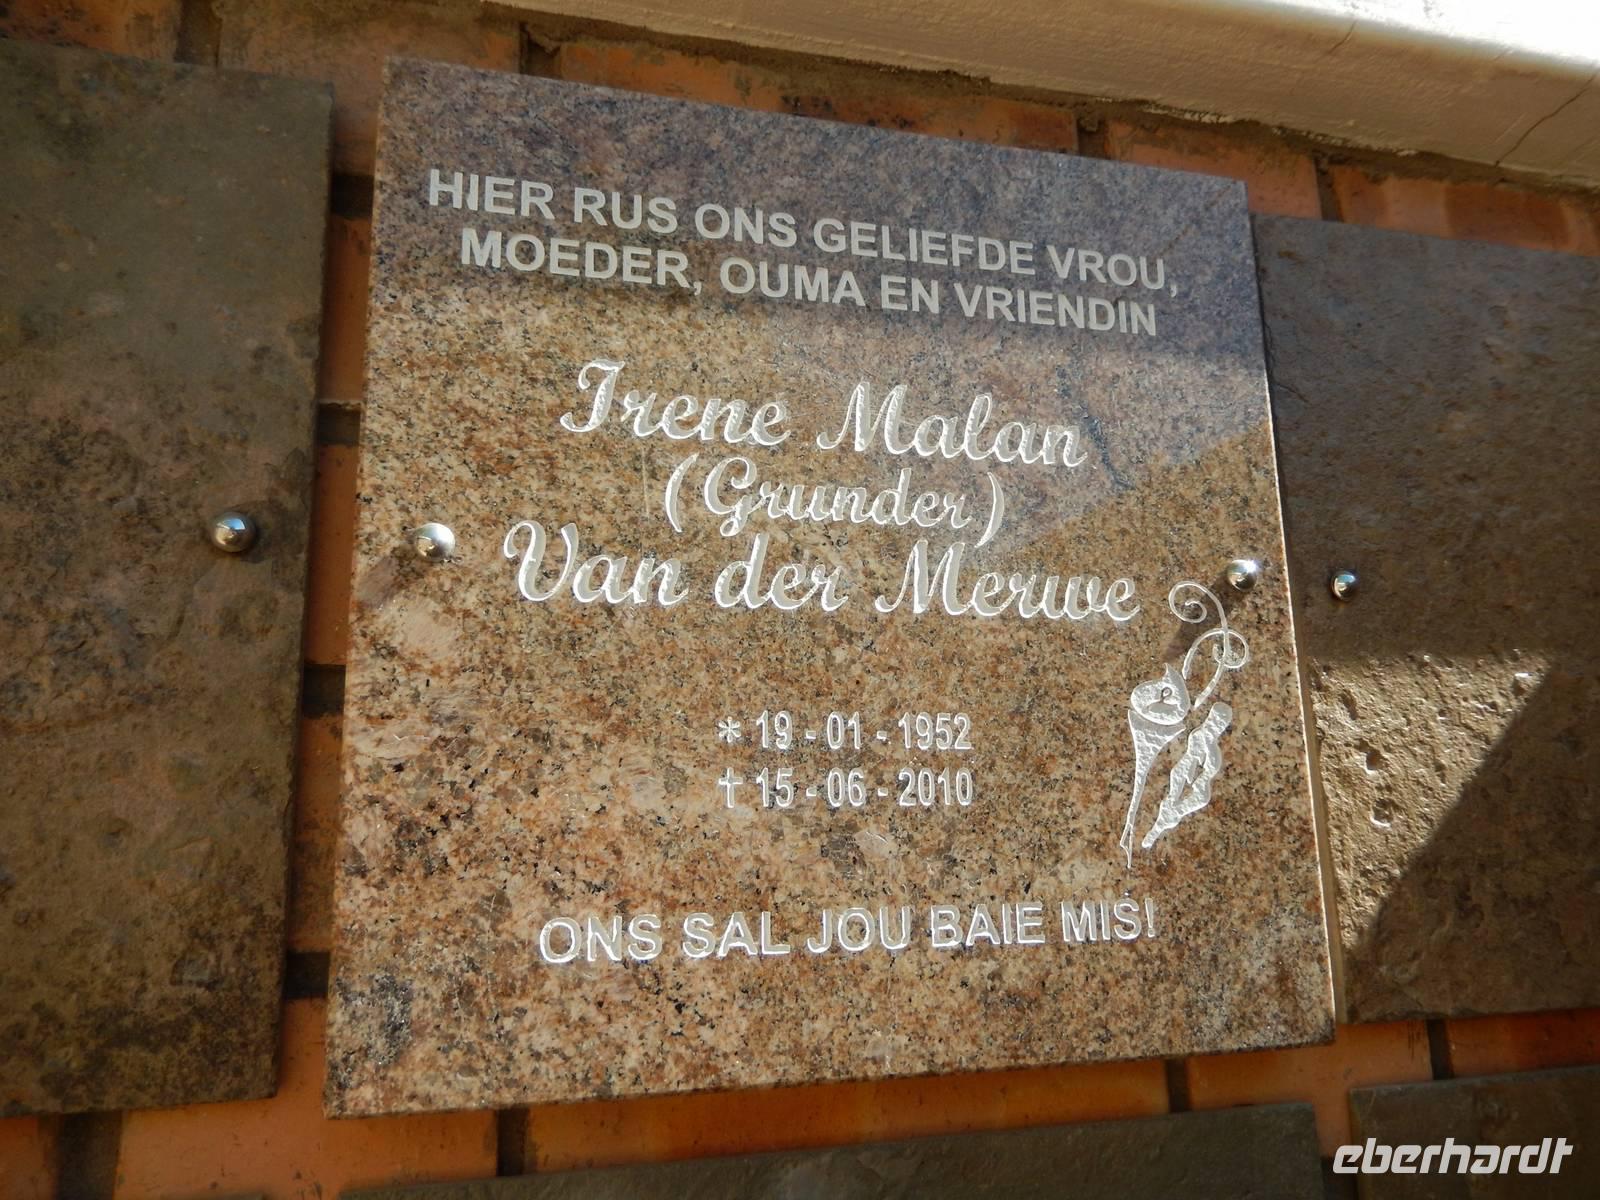 HIER RUS ONS GELIEFDE VROU,
MOEDER, OUMA EN VRIENDIN
Irene Malan
(Grunder)
Van der Merwe
* 19 - 01 - 1952
† 15 - 06 - 2010
ONS SAL JOU BAIE MIS!
eberhardt